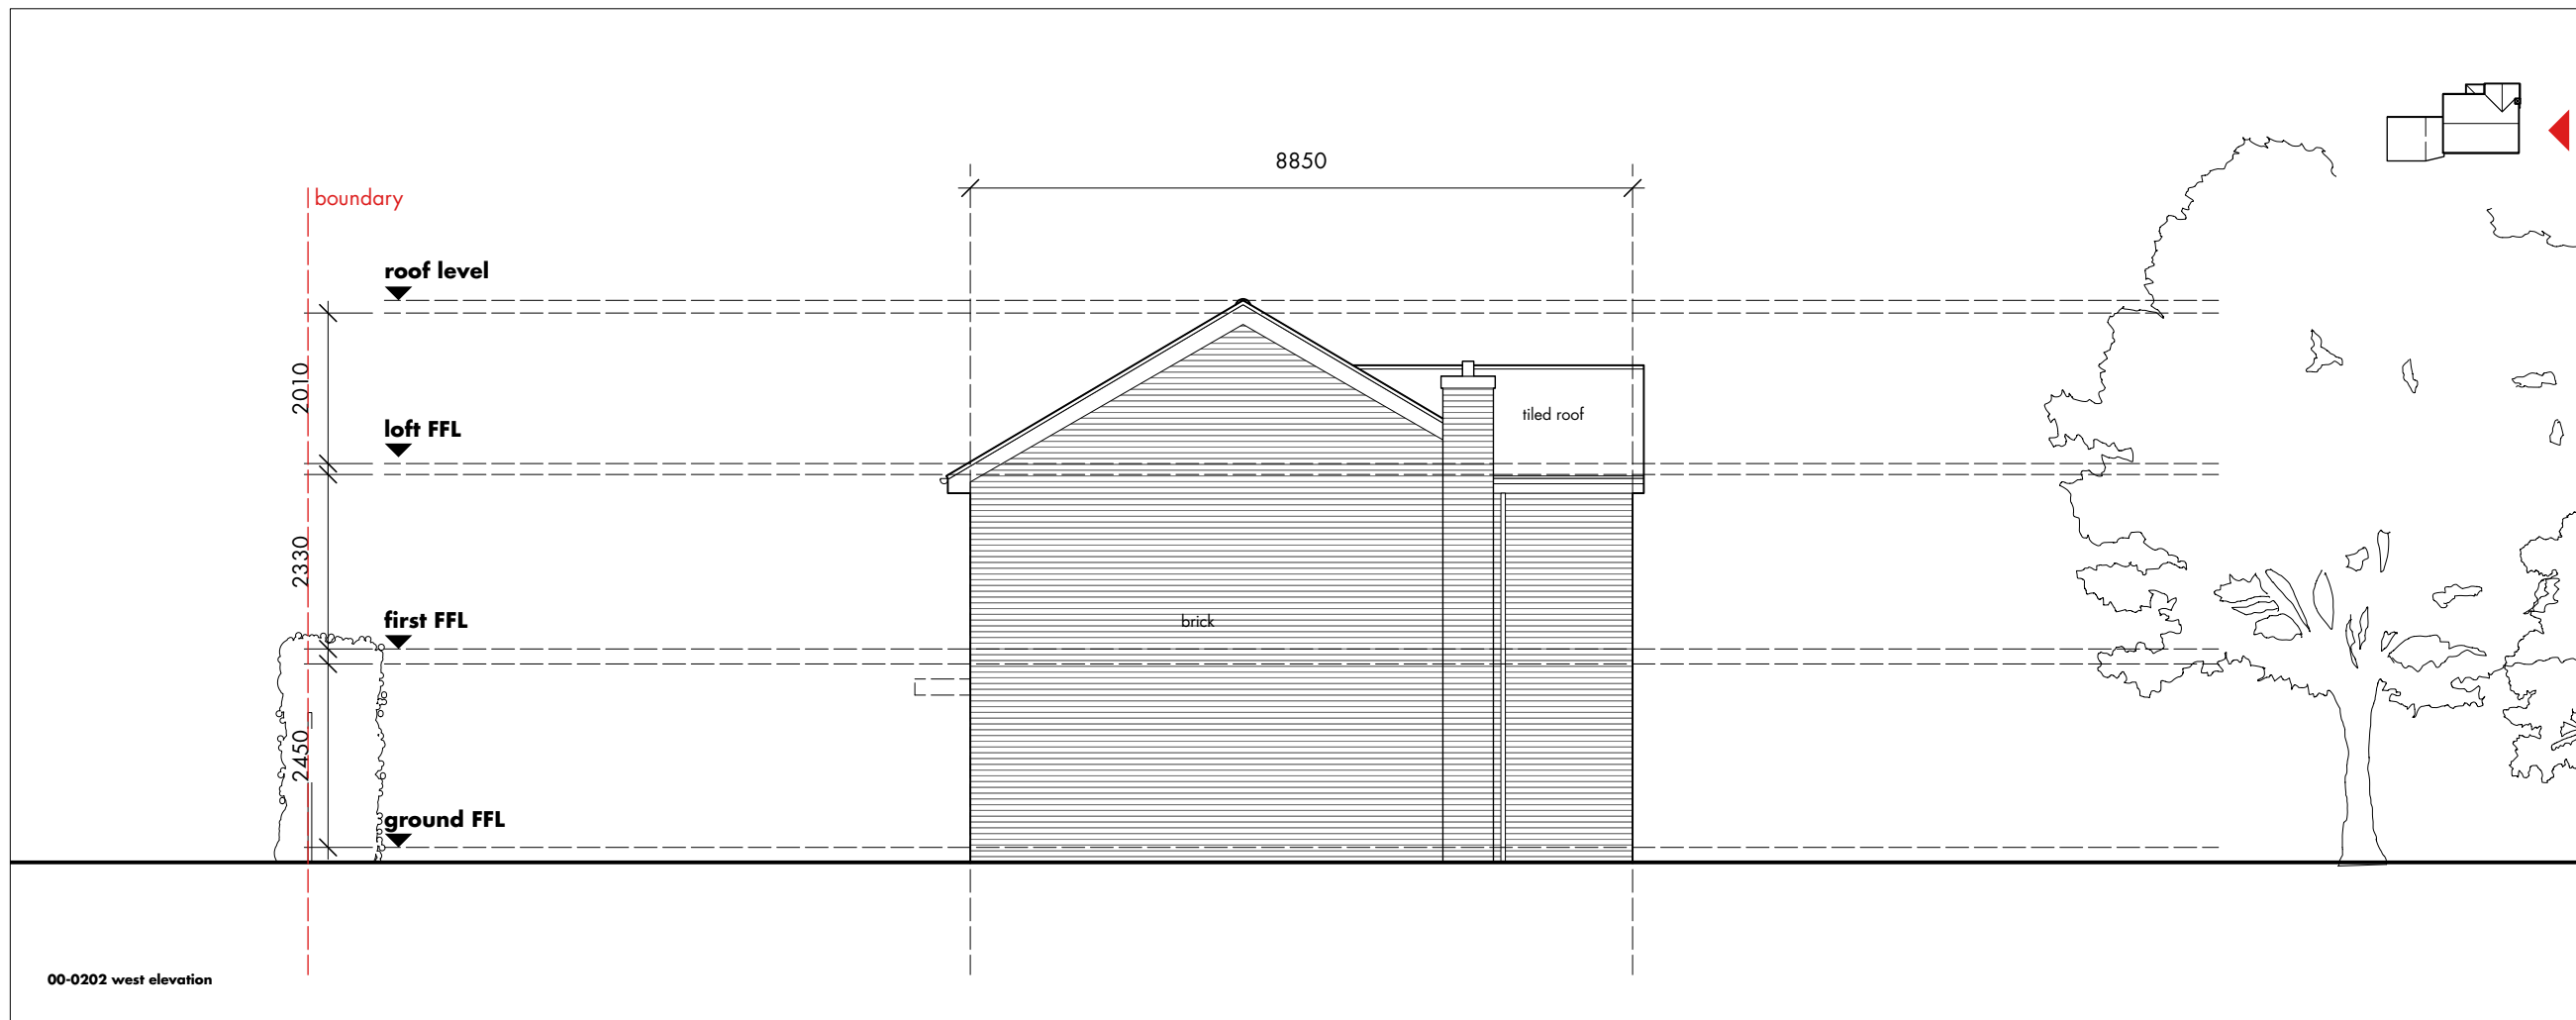 8850
boundary
roof level
2010
loft FFL
tiled roof
2330
first FFL
brick
2450
ground FFL
00-0202 west elevation